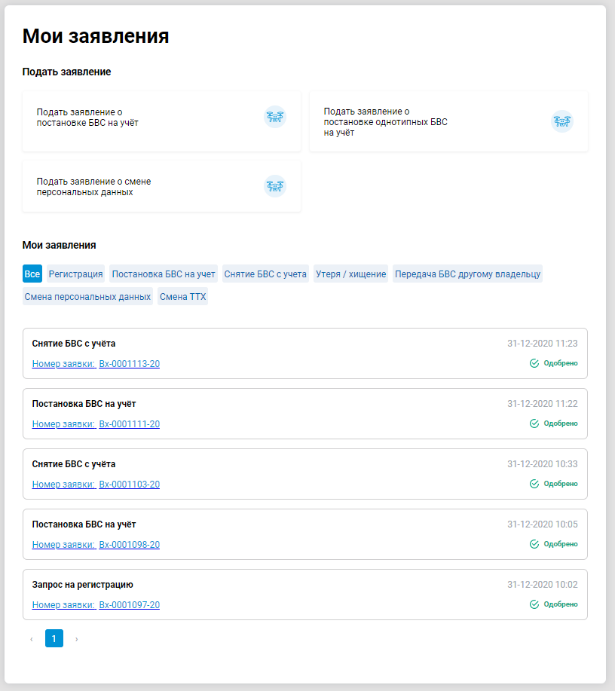 Мои заявления
Подать заявление
Подать заявление о
постановке БВС на учёт
Подать заявление о
постановке однотипных БВС
на учёт
Подать заявление о смене
персональных данных
Мои заявления
Все Регистрация Постановка БВС на учет Снятие БВС с учета Утеря / хищение Передача БВС другому владельцу
Смена персональных данных Смена ТТХ
Снятие БВС с учёта 31-12-2020 11:23
Номер заявки: Вх-0001113-20 Одобрено
Постановка БВС на учёт 31-12-2020 11:22
Номер заявки: Вх-0001111-20 Одобрено
Снятие БВС с учёта 31-12-2020 10:33
Номер заявки: Вх-0001103-20 Одобрено
Постановка БВС на учёт 31-12-2020 10:05
Номер заявки: Вх-0001098-20 Одобрено
Запрос на регистрацию 31-12-2020 10:02
Номер заявки: Вх-0001097-20 Одобрено
‹ 1 ›